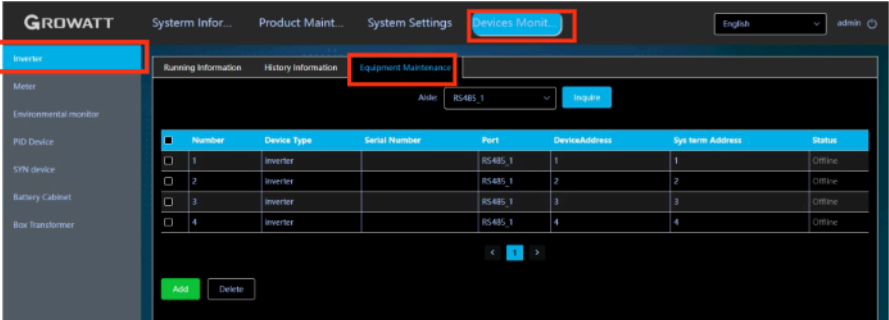 GROWATT
Systerm Infor...
Product Maint...
System Settings
Devices Monit...
English
admin
Inverter
Meter
Environmental monitor
PID Device
SYN device
Battery Cabinet
Box Transformer
Running Information
History Information
Equipment Maintenance
Aisle: RS485_1
Inquire
Number Device Type Serial Number Port DeviceAddress Sys term Address Status
1 inverter RS485_1 1 1 Offline
2 inverter RS485_1 2 2 Offline
3 inverter RS485_1 3 3 Offline
4 inverter RS485_1 4 4 Offline
< 1 >
Add
Delete